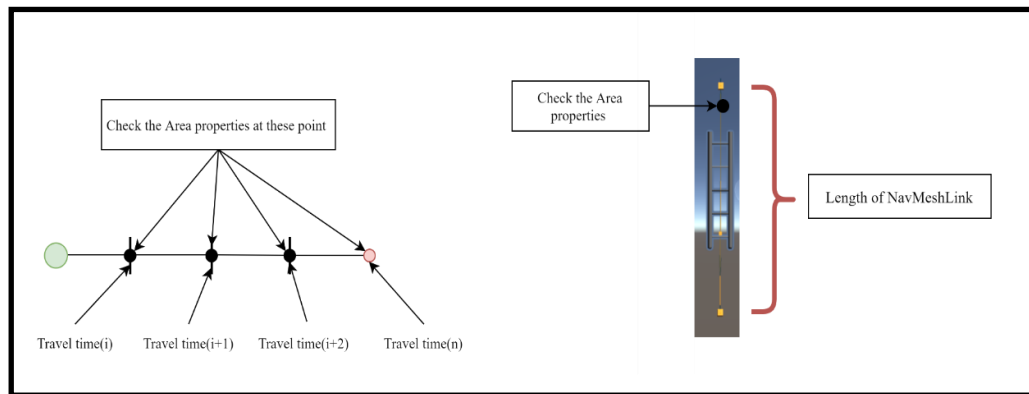 Check the Area properties at these point
Travel time(i)
Travel time(i+1)
Travel time(i+2)
Travel time(n)
Check the Area
properties
Length of NavMeshLink